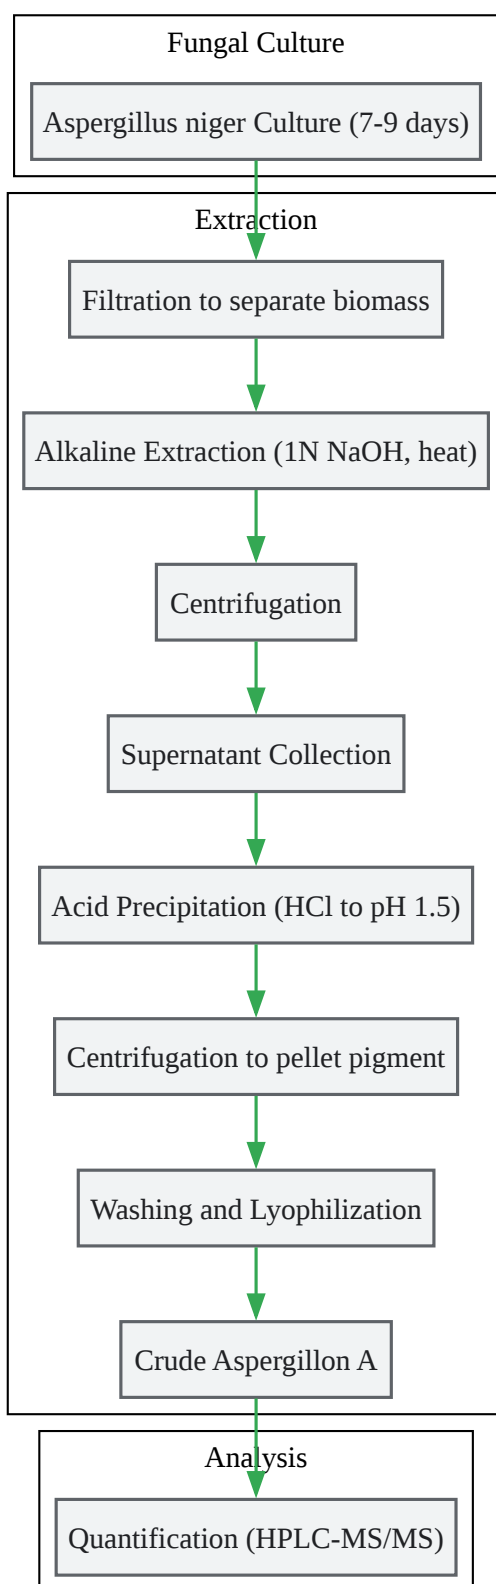 Fungal Culture
Aspergillus niger Culture (7-9 days)
Extraction
Filtration to separate biomass
Alkaline Extraction (1N NaOH, heat)
Centrifugation
Supernatant Collection
Acid Precipitation (HCl to pH 1.5)
Centrifugation to pellet pigment
Washing and Lyophilization
Crude Aspergillon A
Analysis
Quantification (HPLC-MS/MS)